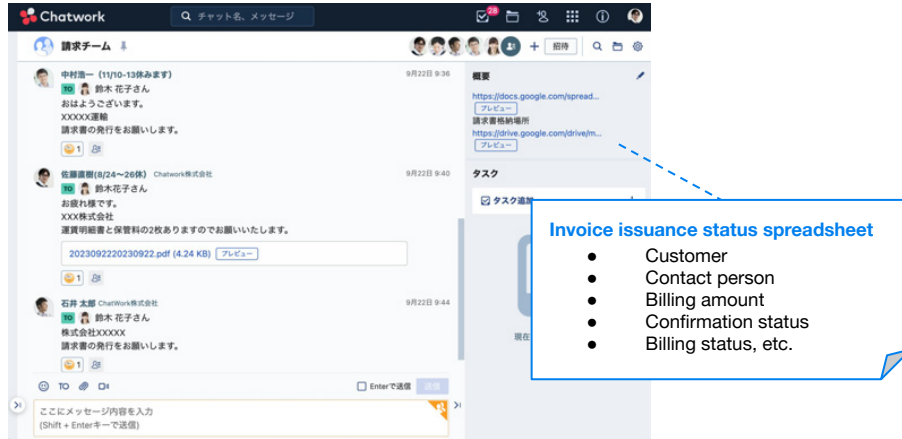 Chatwork
チャット名、メッセージ
28
請求チーム
招待
中村浩一（11/10-13休みます）
9月22日 9:36
TO 鈴木 花子さん
おはようございます。
XXXXX運輸
請求書の発行をお願いします。
1
佐藤直樹(8/24〜26休) Chatwork株式会社
9月22日 9:40
TO 鈴木花子さん
お疲れ様です。
XXX株式会社
運賃明細書と保管料の2枚ありますのでお願いいたします。
2023092220230922.pdf (4.24 KB) プレビュー
1
石井 太郎 ChatWork株式会社
9月22日 9:44
TO 鈴木 花子さん
株式会社XXXXX
請求書の発行をお願いします。
1
TO
Enterで送信
送信
ここにメッセージ内容を入力
(Shift + Enterキーで送信)
概要
https://docs.google.com/spread...
プレビュー
請求書格納場所
https://drive.google.com/drive/m...
プレビュー
タスク
タスク追加
現在
Invoice issuance status spreadsheet
● Customer
● Contact person
● Billing amount
● Confirmation status
● Billing status, etc.